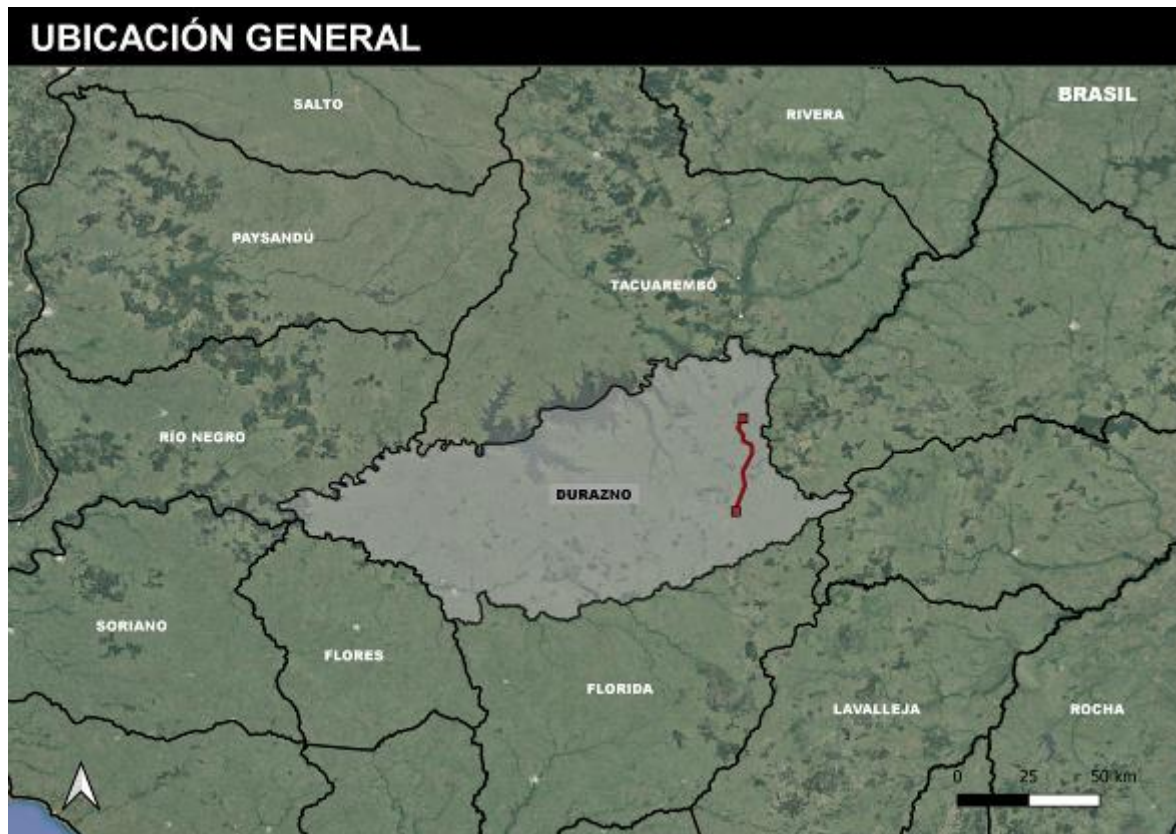 UBICACIÓN GENERAL
SALTO
BRASIL
RIVERA
PAYSANDÚ
TACUAREMBÓ
RÍO NEGRO
DURAZNO
SORIANO
FLORES
FLORIDA
LAVALLEJA
ROCHA
0 25 50 km